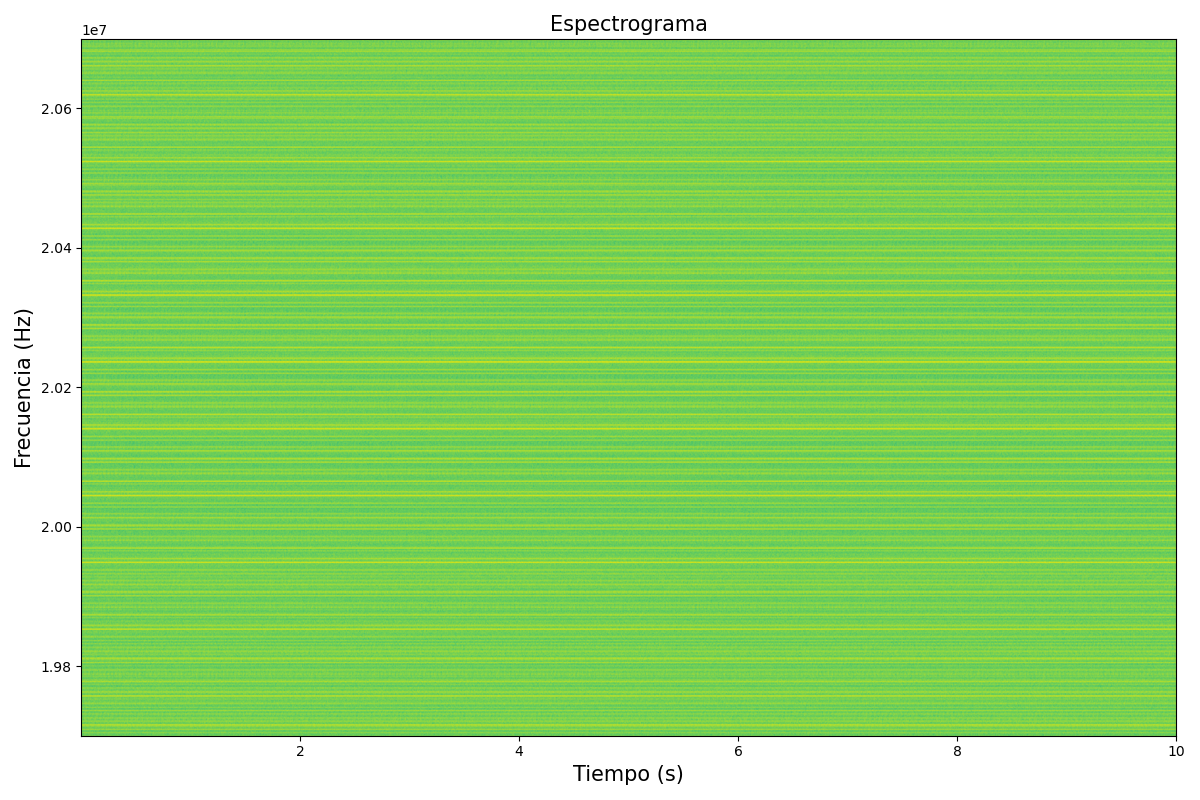 Espectrograma
1e7
2.06
2.04
2.02
2.00
1.98
Frecuencia (Hz)
2 4 6 8 10
Tiempo (s)